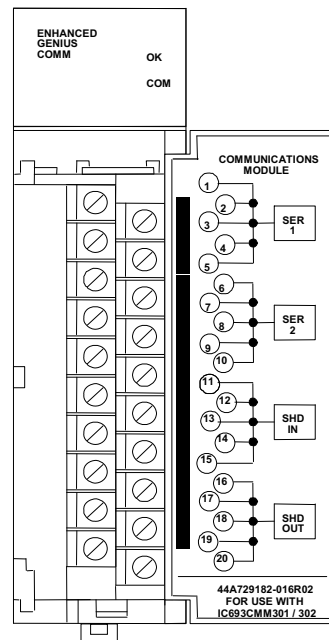 ENHANCED
GENIUS
COMM
OK
COM
COMMUNICATIONS
MODULE
1
2
3
4
5
SER
1
6
7
8
9
10
SER
2
11
12
13
14
15
SHD
IN
16
17
18
19
20
SHD
OUT
44A729182-016R02
FOR USE WITH
IC693CMM301 / 302